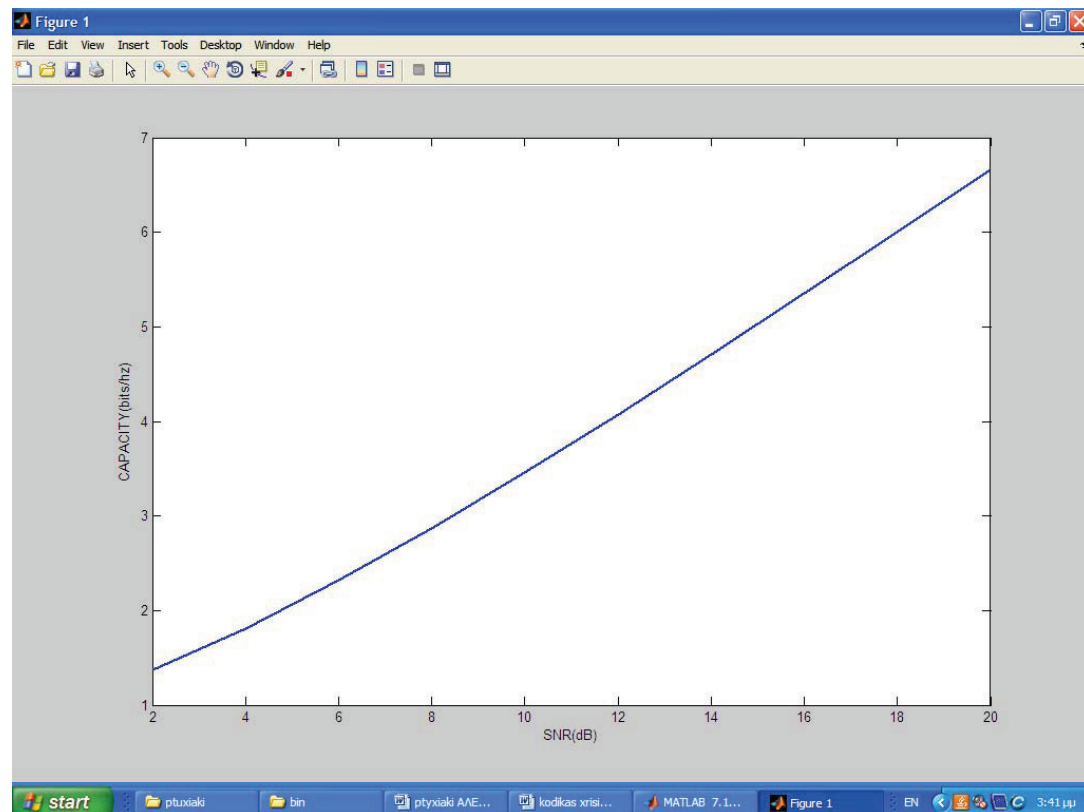 Figure 1
File Edit View Insert Tools Desktop Window Help
7
6
5
4
3
2
1
CAPACITY(bits/hz)
2 4 6 8 10 12 14 16 18 20
SNR(dB)
start ptuxiaki bin ptyxiaki ΑΛΕ... kodikas xrisi... MATLAB 7.1... Figure 1 EN 3:41 μμ